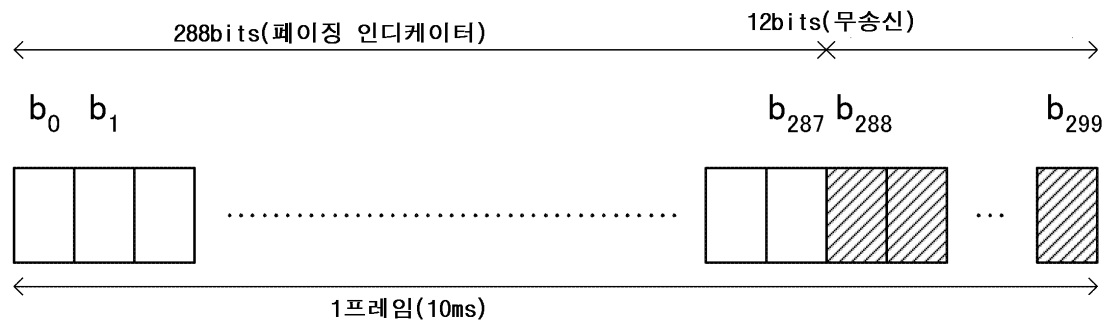 288bits(페이징 인디케이터)
12bits(무송신)
b0 b1 b287 b288 b299
1프레임(10ms)